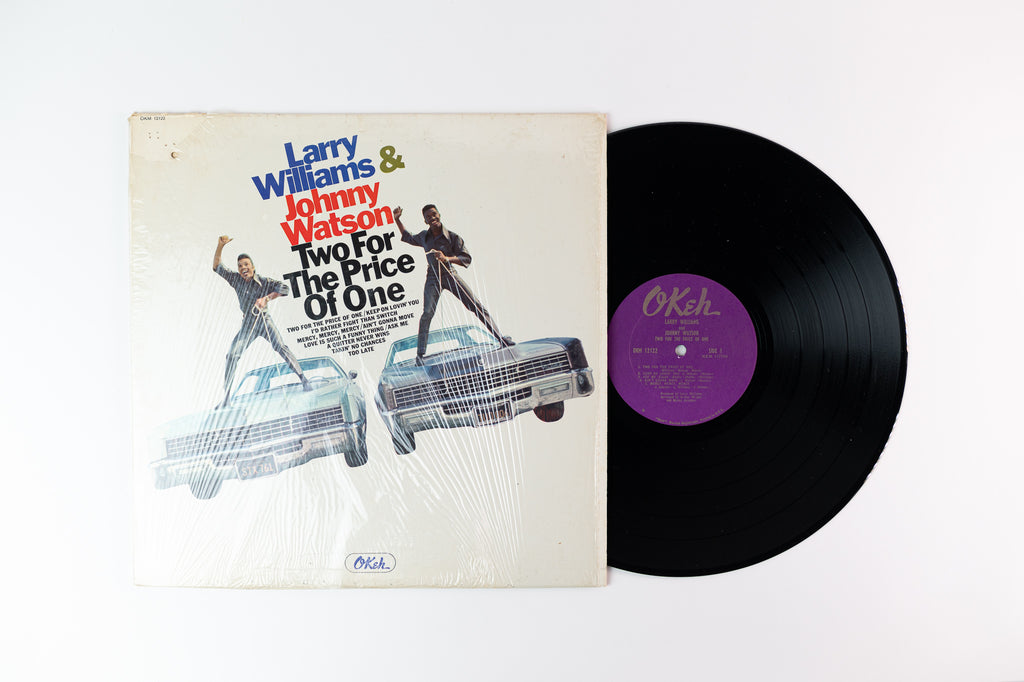 OKM 12122
Larry
Williams &
Johnny
Watson
Two For
The Price
Of One
TWO FOR THE PRICE OF ONE/KEEP ON LOVIN' YOU
I'D RATHER FIGHT THAN SWITCH
MERCY, MERCY, MERCY/AIN'T GONNA MOVE
LOVE IS SUCH A FUNNY THING/ASK ME
A QUITTER NEVER WINS
TAKIN' NO CHANCES
TOO LATE
OKeh
OKeh
LARRY WILLIAMS
AND
JOHNNY WATSON
TWO FOR THE PRICE OF ONE
OKM 12122
SIDE 1